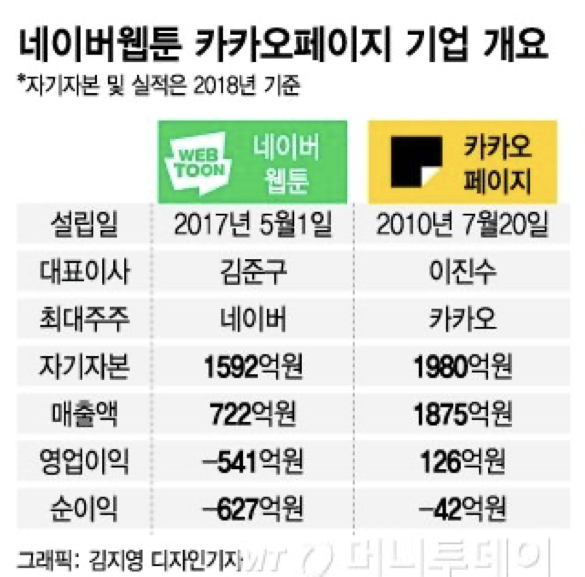 네이버웹툰 카카오페이지 기업 개요
*자기자본 및 실적은 2018년 기준
WEB
TOON
네이버
웹툰
카카오
페이지
설립일 2017년 5월1일 2010년 7월20일
대표이사 김준구 이진수
최대주주 네이버 카카오
자기자본 1592억원 1980억원
매출액 722억원 1875억원
영업이익 -541억원 126억원
순이익 -627억원 -42억원
그래픽: 김지영 디자인기자
머니투데이